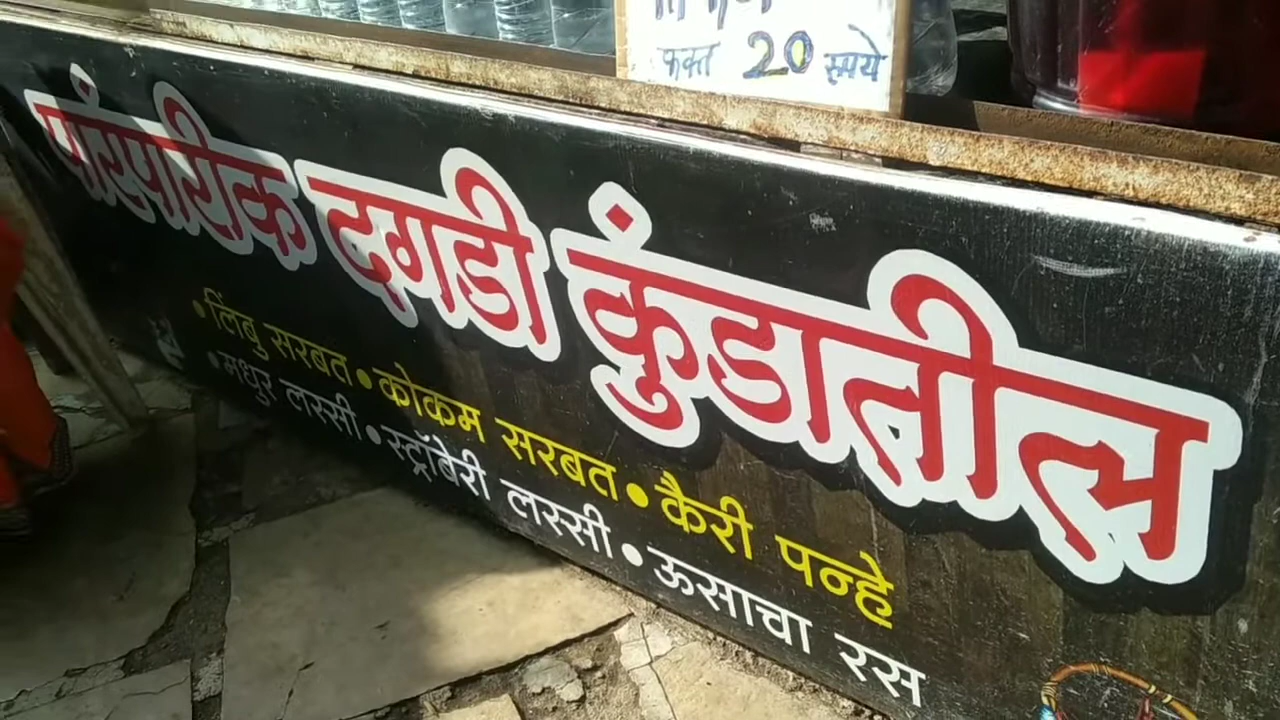 फक्त 20 रुपये
पारंपारीक दगडी कुंडातील
• लिंबु सरबत • कोकम सरबत • कैरी पन्हे
• मधुर लस्सी • स्ट्रॉबेरी लस्सी • ऊसाचा रस